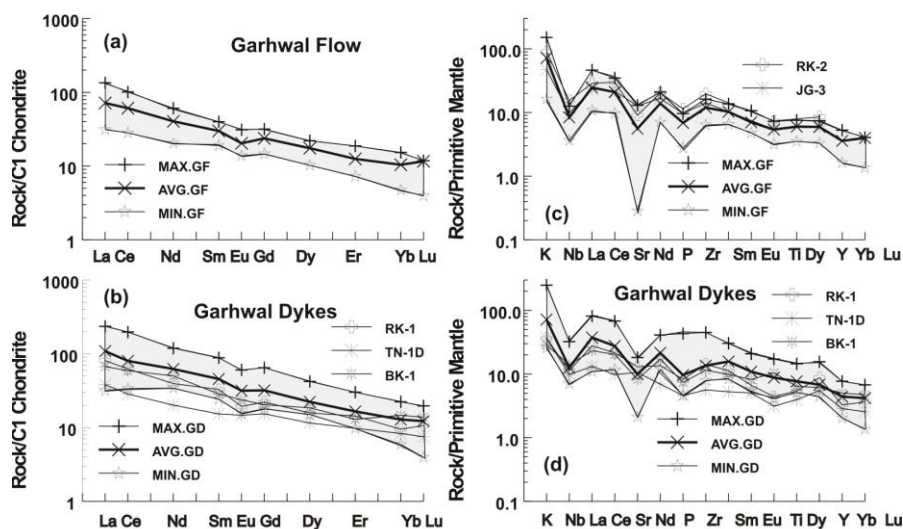 (a) Garhwal Flow
Rock/C1 Chondrite
1000
100
10
1
MAX.GF
AVG.GF
MIN.GF
La Ce Nd Sm Eu Gd Dy Er Yb Lu
(c)
Rock/Primitive Mantle
100.0
10.0
1.0
0.1
RK-2
JG-3
MAX.GF
AVG.GF
MIN.GF
K Nb La Ce Sr Nd P Zr Sm Eu Ti Dy Y Yb Lu
(b) Garhwal Dykes
Rock/C1 Chondrite
1000
100
10
1
RK-1
TN-1D
BK-1
MAX.GD
AVG.GD
MIN.GD
La Ce Nd Sm Eu Gd Dy Er Yb Lu
Garhwal Dykes
(d)
Rock/Primitive Mantle
100.0
10.0
1.0
0.1
RK-1
TN-1D
BK-1
MAX.GD
AVG.GD
MIN.GD
K Nb La Ce Sr Nd P Zr Sm Eu Ti Dy Y Yb Lu